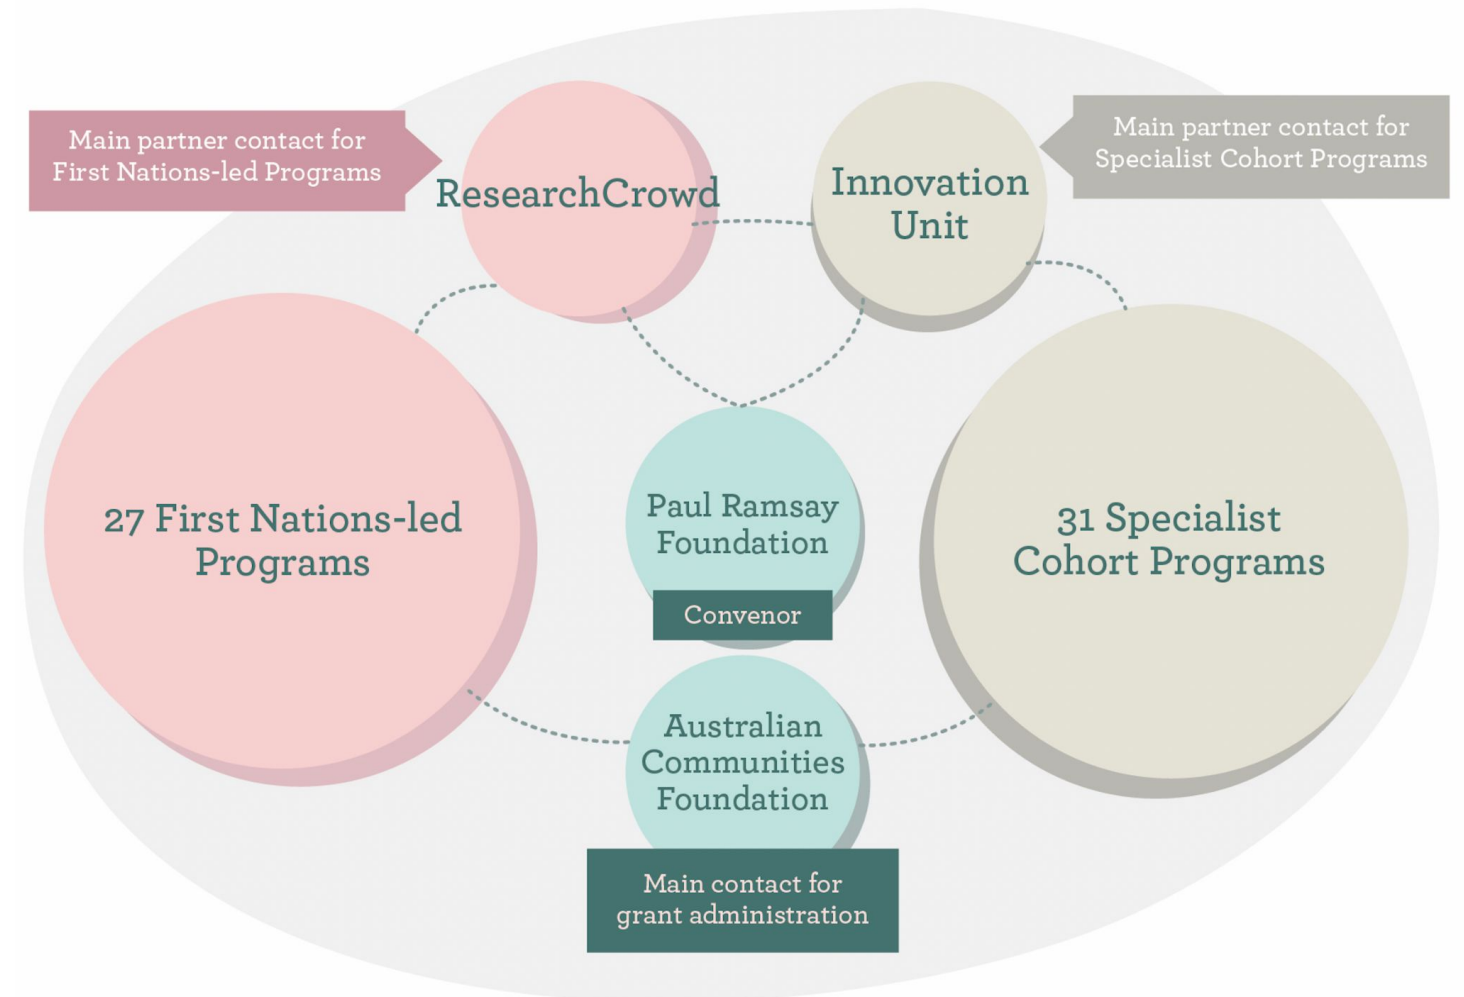 Main partner contact for
First Nations-led Programs
ResearchCrowd
Innovation
Unit
Main partner contact for
Specialist Cohort Programs
27 First Nations-led
Programs
Paul Ramsay
Foundation
Convenor
31 Specialist
Cohort Programs
Australian
Communities
Foundation
Main contact for
grant administration